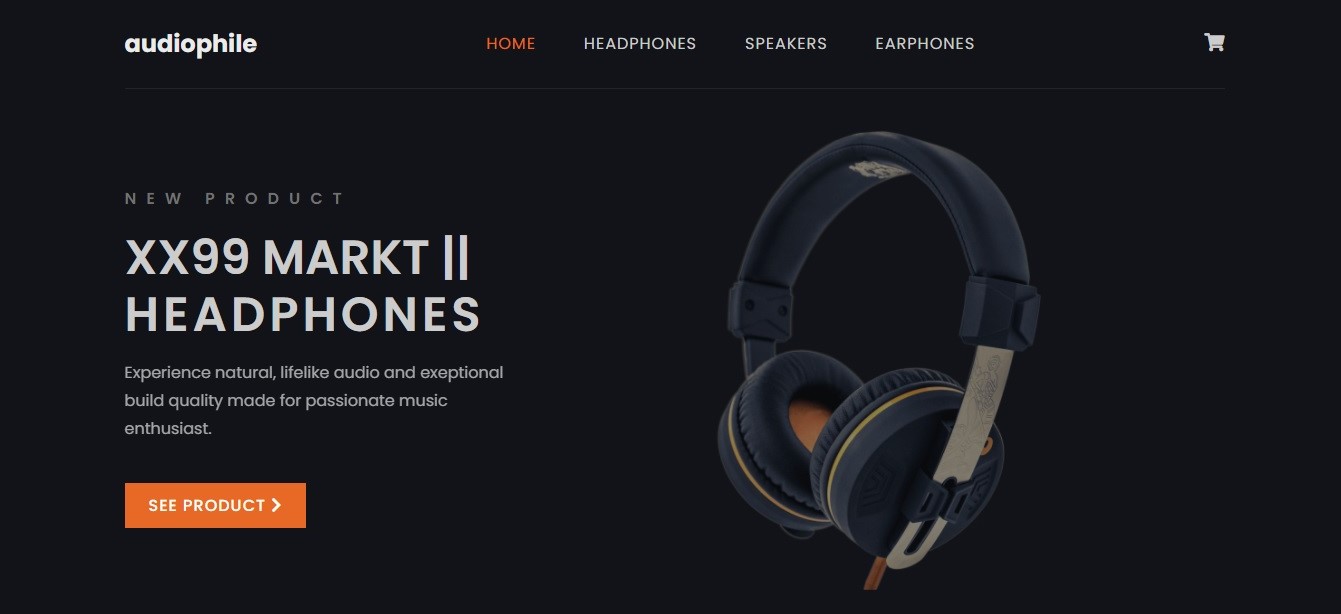 audiophile
HOME HEADPHONES SPEAKERS EARPHONES
NEW PRODUCT
XX99 MARKT ||
HEADPHONES
Experience natural, lifelike audio and exeptional
build quality made for passionate music
enthusiast.
SEE PRODUCT